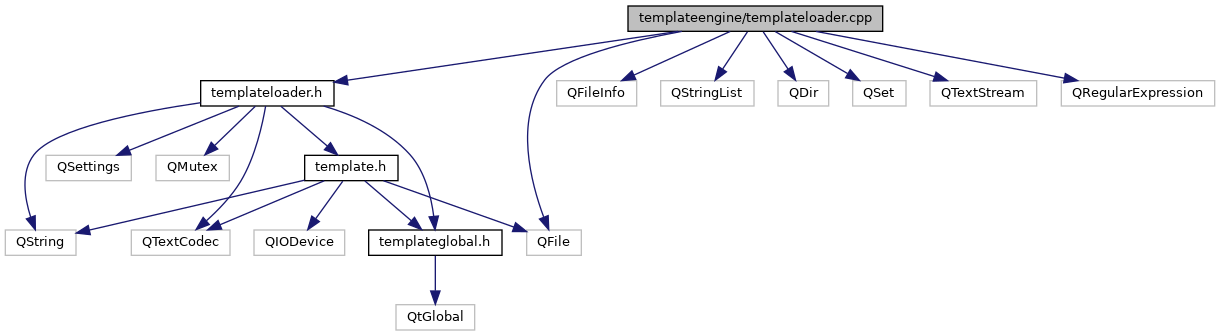 templateengine/templateloader.cpp
templateloader.h
QFileInfo
QStringList
QDir
QSet
QTextStream
QRegularExpression
QSettings
QMutex
template.h
QString
QTextCodec
QIODevice
templateglobal.h
QFile
QtGlobal